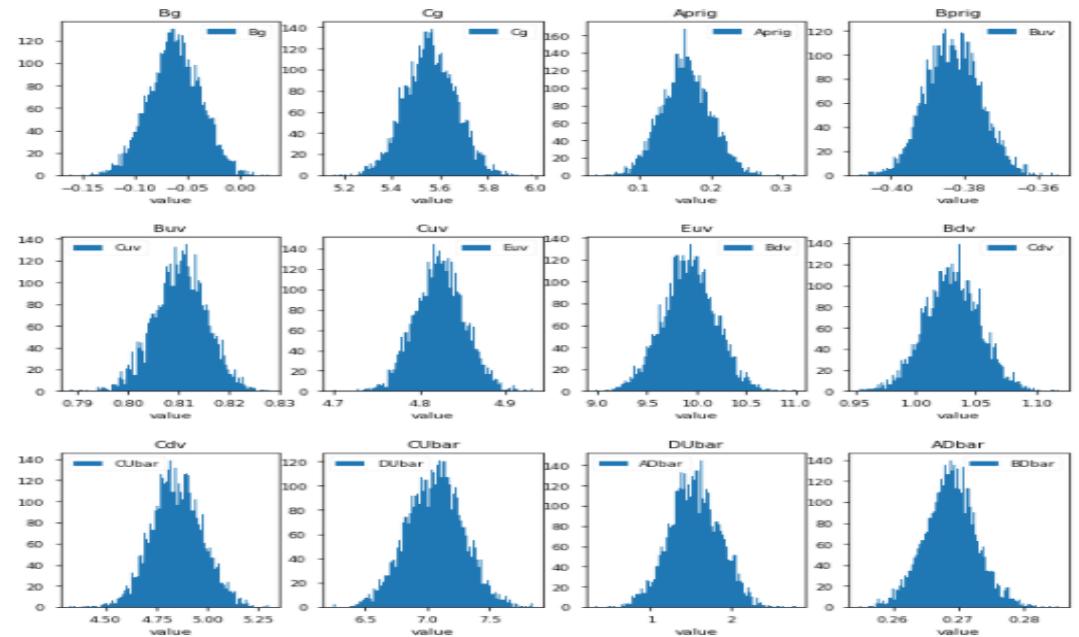 Bg Cg Aprig Bprig
Bg Cg Aprig Buv
120 100 80 60 40 20 0
140 120 100 80 60 40 20 0
160 140 120 100 80 60 40 20 0
120 100 80 60 40 20 0
−0.15 −0.10 −0.05 0.00 5.2 5.4 5.6 5.8 6.0 0.1 0.2 0.3 −0.40 −0.38 −0.36
value value value value
Buv Cuv Euv Bdv
Cuv Euv Bdv Cdv
140 120 100 80 60 40 20 0
140 120 100 80 60 40 20 0
140 120 100 80 60 40 20 0
140 120 100 80 60 40 20 0
0.79 0.80 0.81 0.82 0.83 4.7 4.8 4.9 9.0 9.5 10.0 10.5 11.0 0.95 1.00 1.05 1.10
value value value value
Cdv CUbar DUbar ADbar
CUbar DUbar ADbar BDbar
140 120 100 80 60 40 20 0
120 100 80 60 40 20 0
140 120 100 80 60 40 20 0
140 120 100 80 60 40 20 0
4.50 4.75 5.00 5.25 6.5 7.0 7.5 1 2 0.26 0.27 0.28
value value value value